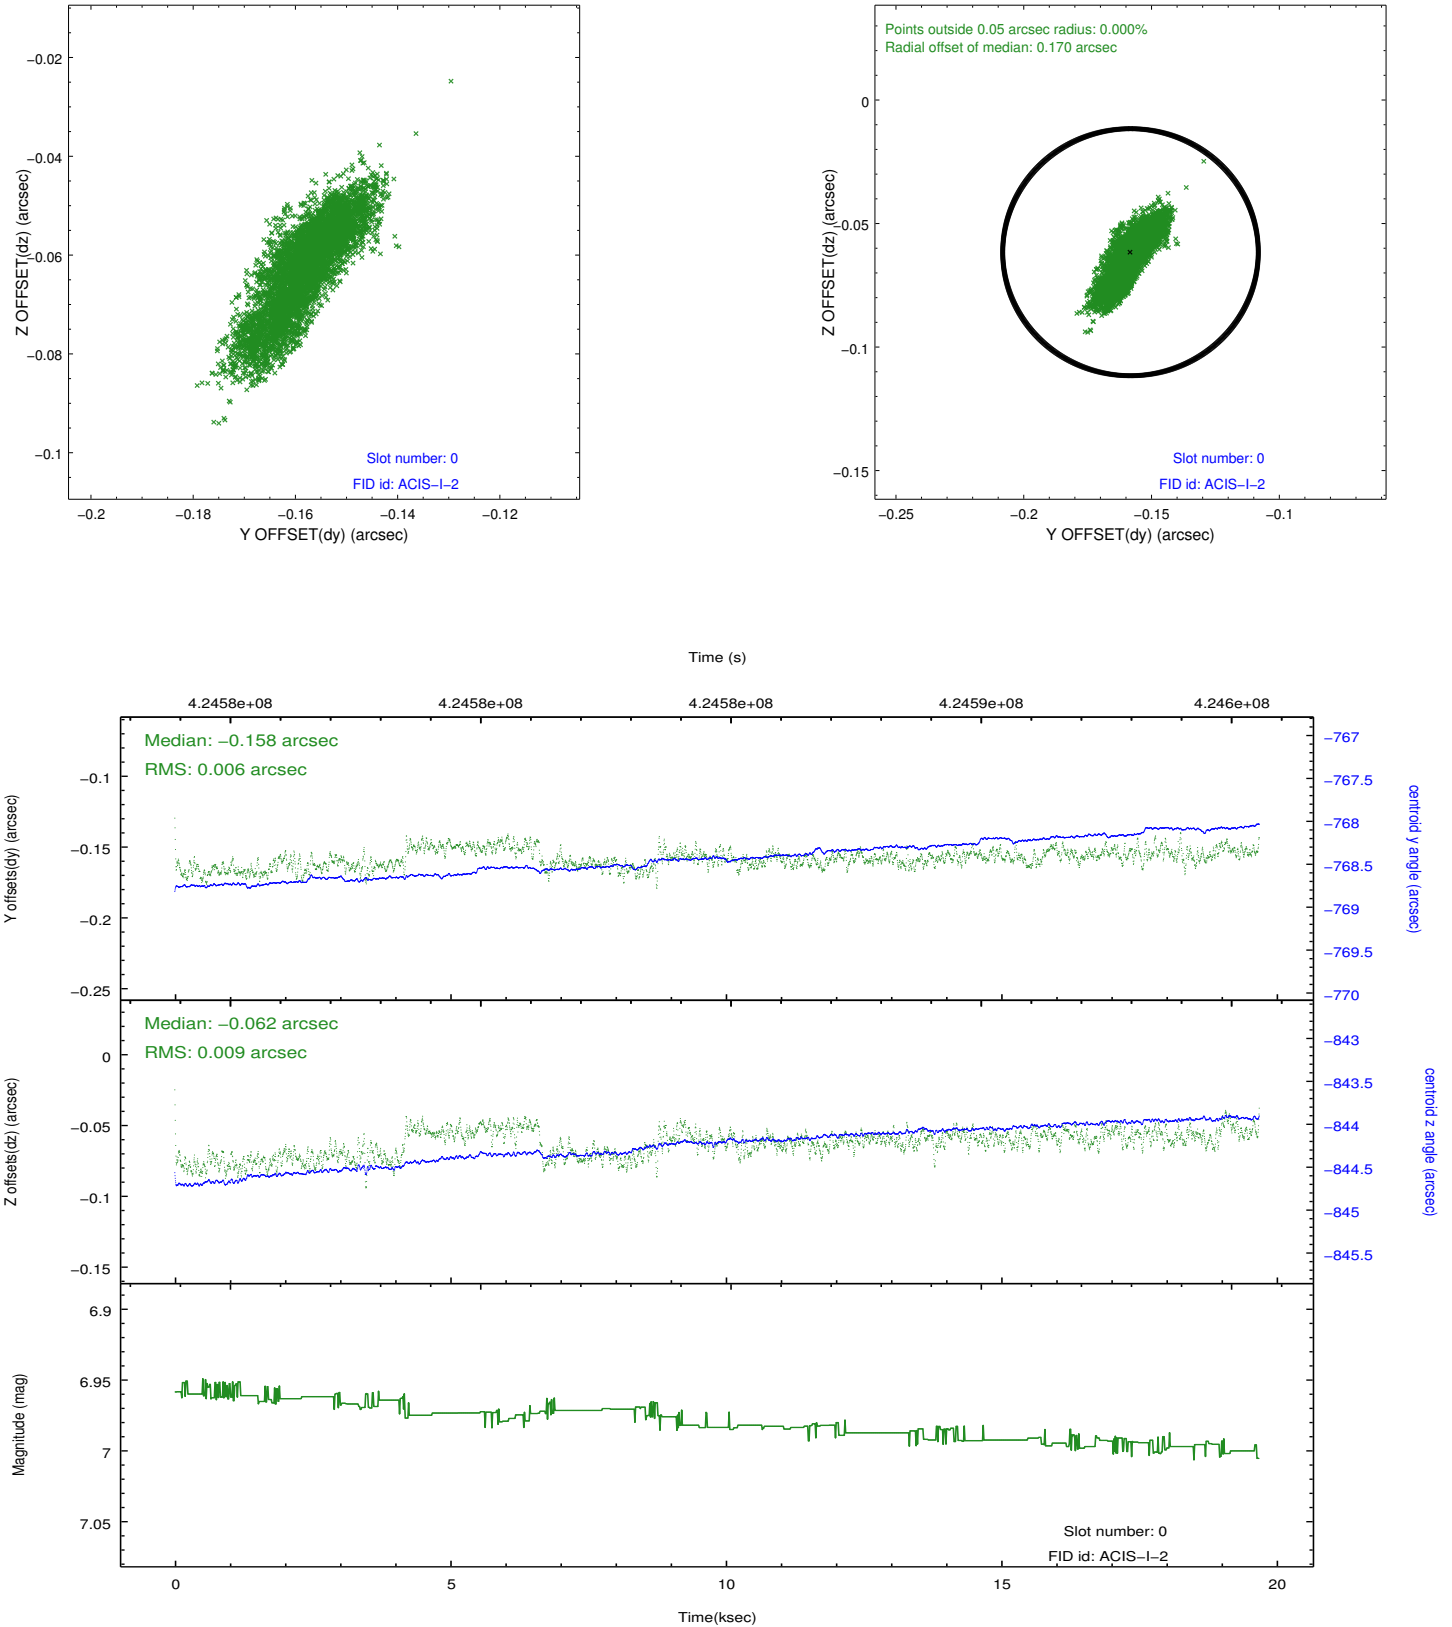 −0.02
−0.04
−0.06
−0.08
−0.1
Z OFFSET(dz) (arcsec)
Slot number: 0
FID id: ACIS−I−2
−0.2
−0.18
−0.16
−0.14
−0.12
Y OFFSET(dy) (arcsec)
Points outside 0.05 arcsec radius: 0.000%
Radial offset of median: 0.170 arcsec
0
−0.05
−0.1
−0.15
Z OFFSET(dz) (arcsec)
Slot number: 0
FID id: ACIS−I−2
−0.25
−0.2
−0.15
−0.1
Y OFFSET(dy) (arcsec)
Time (s)
4.2458e+08
4.2458e+08
4.2458e+08
4.2459e+08
4.246e+08
Median: −0.158 arcsec
RMS: 0.006 arcsec
−0.1
−0.15
−0.2
−0.25
Y offsets(dy) (arcsec)
−767
−767.5
−768
−768.5
−769
−769.5
−770
centroid y angle (arcsec)
Median: −0.062 arcsec
RMS: 0.009 arcsec
0
−0.05
−0.1
−0.15
Z offsets(dz) (arcsec)
−843
−843.5
−844
−844.5
−845
−845.5
centroid z angle (arcsec)
6.9
6.95
7
7.05
Magnitude (mag)
Slot number: 0
FID id: ACIS−I−2
0
5
10
15
20
Time(ksec)